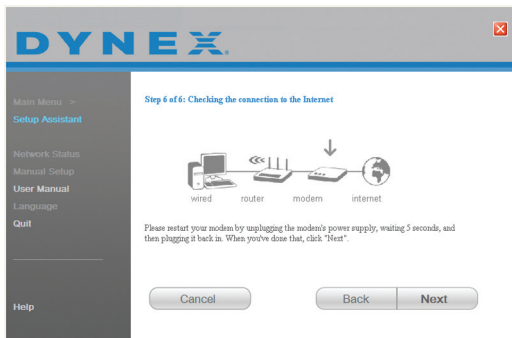 DYNEX.
Main Menu >
Setup Assistant
Network Status
Manual Setup
User Manual
Language
Quit
Help
Step 6 of 6: Checking the connection to the Internet
wired router modem internet
Please restart your modem by unplugging the modem's power supply, waiting 5 seconds, and
then plugging it back in. When you've done that, click "Next".
Cancel Back Next